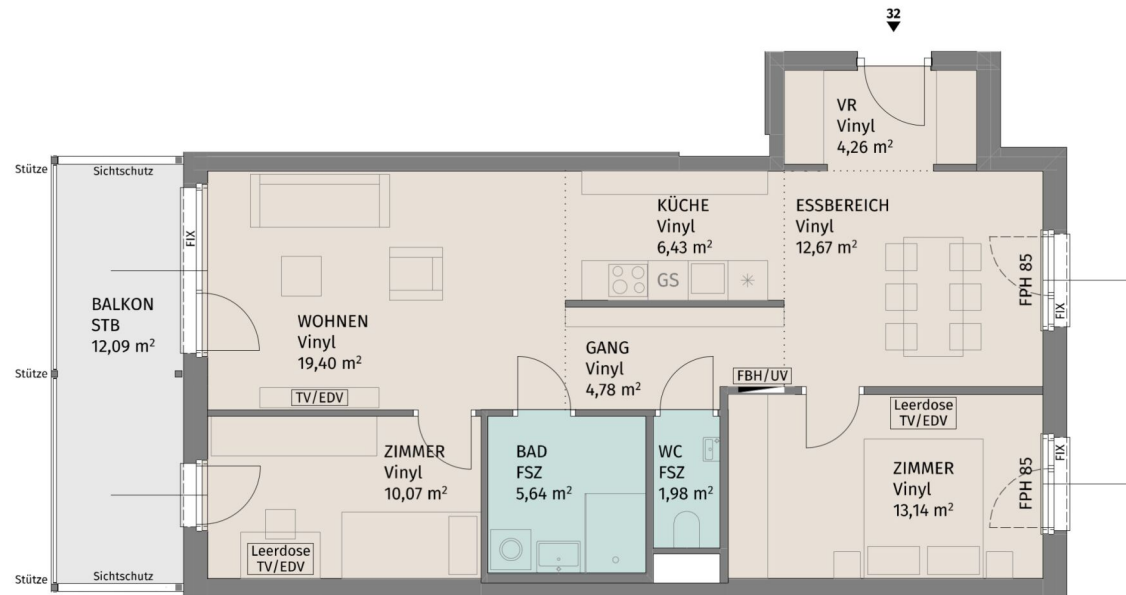 32
VR
Vinyl
4,26 m²
Stütze
Sichtschutz
FIX
KÜCHE
Vinyl
6,43 m²
ESSBEREICH
Vinyl
12,67 m²
GS
FPH 85
FIX
BALKON
STB
12,09 m²
WOHNEN
Vinyl
19,40 m²
GANG
Vinyl
4,78 m²
Stütze
TV/EDV
FBH/UV
Leerdose
TV/EDV
ZIMMER
Vinyl
10,07 m²
BAD
FSZ
5,64 m²
WC
FSZ
1,98 m²
ZIMMER
Vinyl
13,14 m²
FPH 85
FIX
Leerdose
TV/EDV
Stütze
Sichtschutz